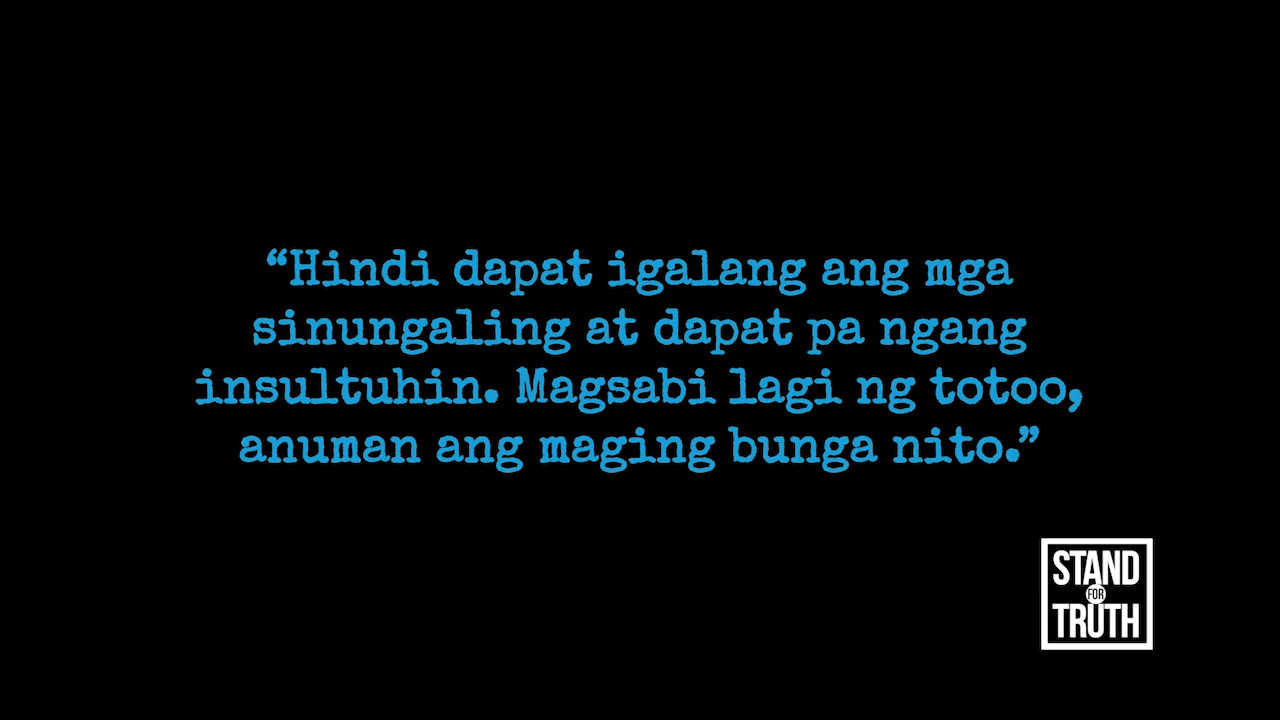 “Hindi dapat igalang ang mga
sinungaling at dapat pa ngang
insultuhin. Magsabi lagi ng totoo,
anuman ang maging bunga nito.”
STAND
FOR
TRUTH